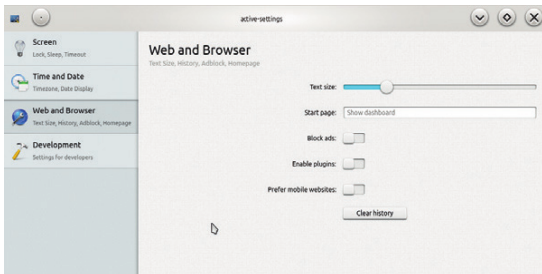 active-settings
Screen
Lock, Sleep, Timeout
Time and Date
Timezone, Date Display
Web and Browser
Text Size, History, Adblock, Homepage
Development
Settings for developers
Web and Browser
Text Size, History, Adblock, Homepage
Text size:
Start page: Show dashboard
Block ads:
Enable plugins:
Prefer mobile websites:
Clear history